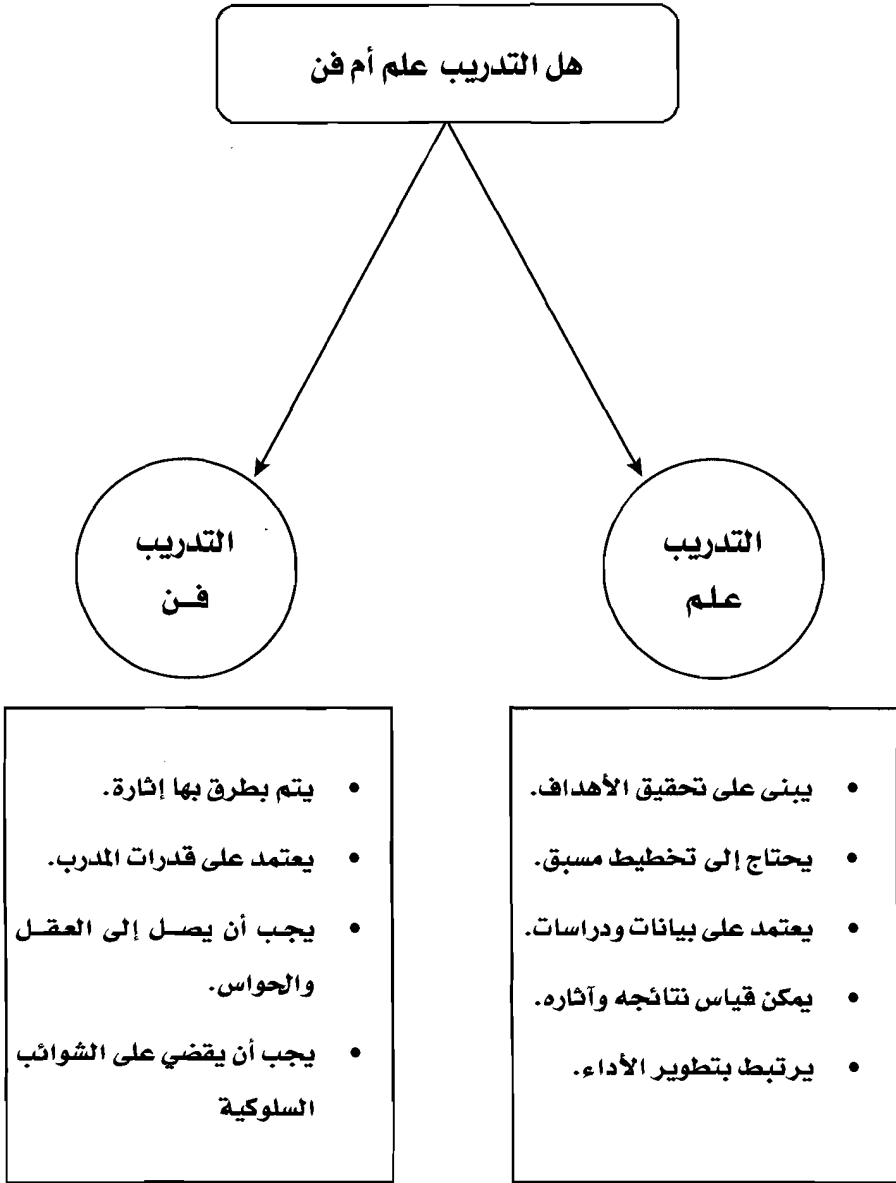 هل التدريب علم أم فن
التدريب
علم
التدريب
فـن
• يبنى على تحقيق الأهداف.
• يحتاج إلى تخطيط مسبق.
• يعتمد على بيانات ودراسات.
• يمكن قياس نتائجه وآثاره.
• يرتبط بتطوير الأداء.
• يتم بطرق بها إثارة.
• يعتمد على قدرات المدرب.
• يجب أن يصـل إلى العقـل
والحواس.
• يجب أن يقضي على الشوائب
السلوكية